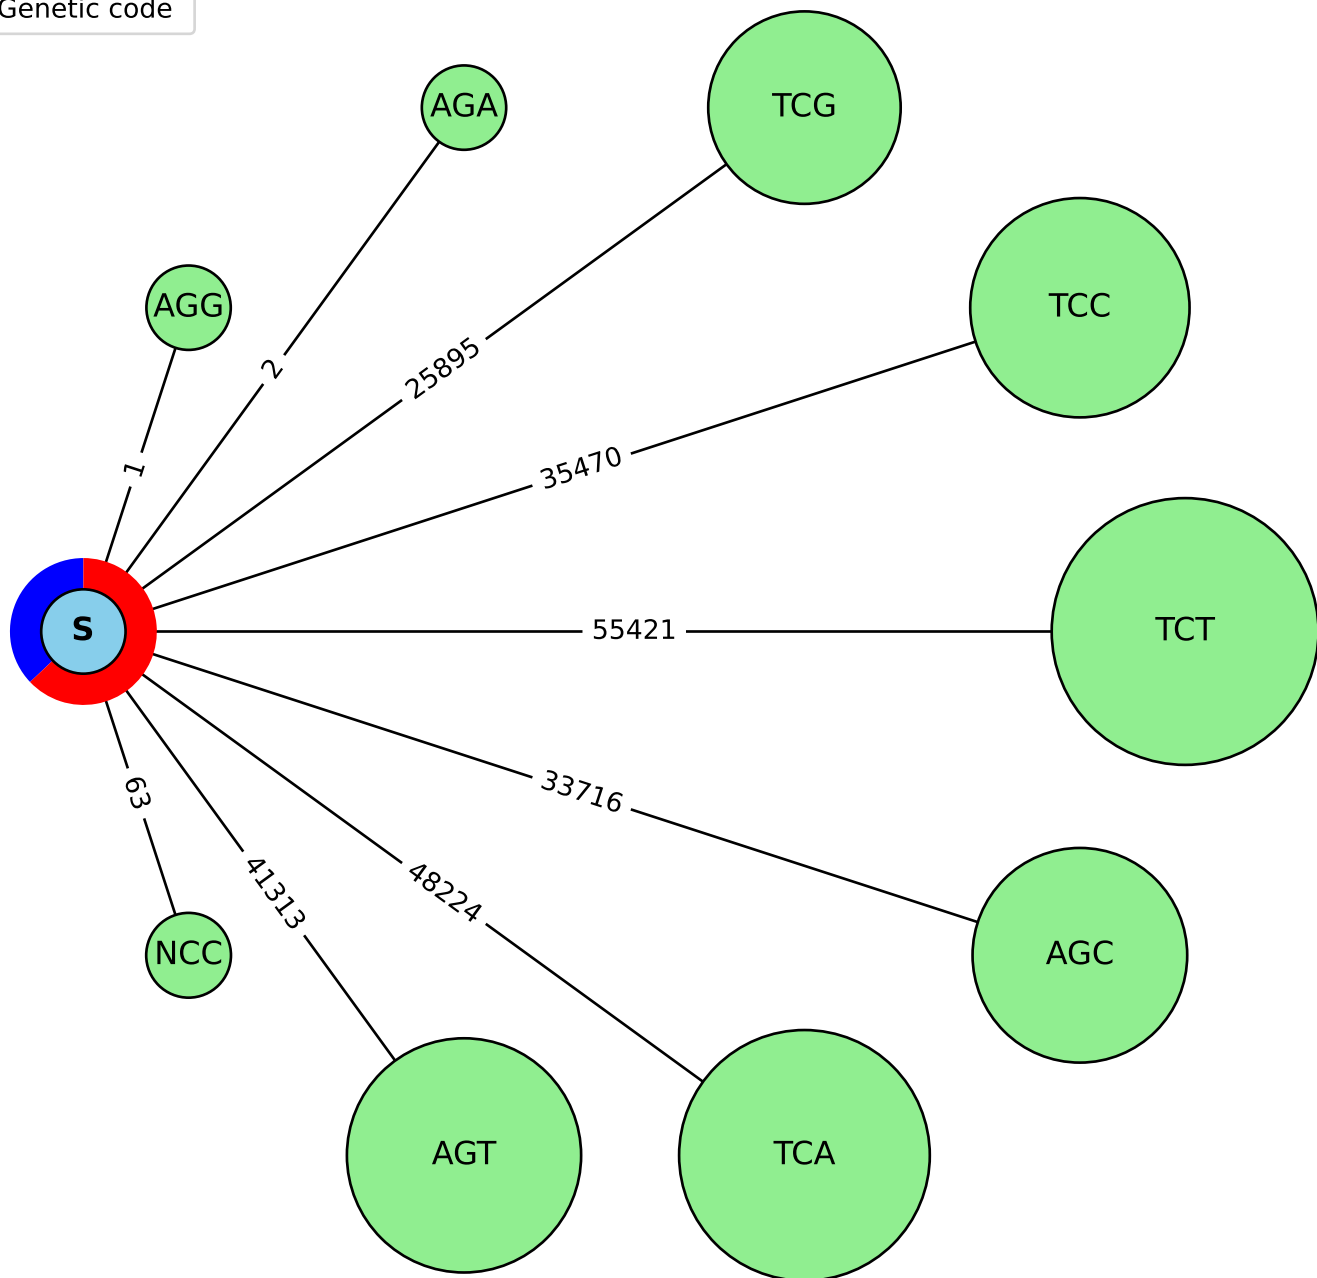 Genetic code
AGA
TCG
TCC
AGG
2
25895
35470
1
S
55421
TCT
63
33716
41313
48224
NCC
AGC
AGT
TCA